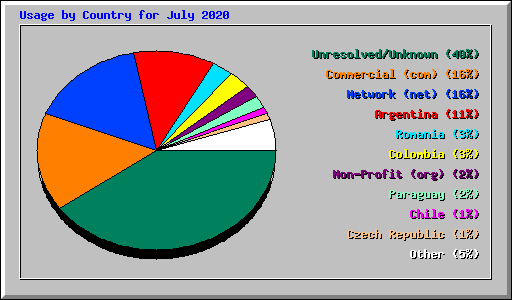 Usage by Country for July 2020
Unresolved/Unknown (40%)
Commercial (com) (16%)
Network (net) (16%)
Argentina (11%)
Romania (3%)
Colombia (3%)
Non-Profit (org) (2%)
Paraguay (2%)
Chile (1%)
Czech Republic (1%)
Other (5%)